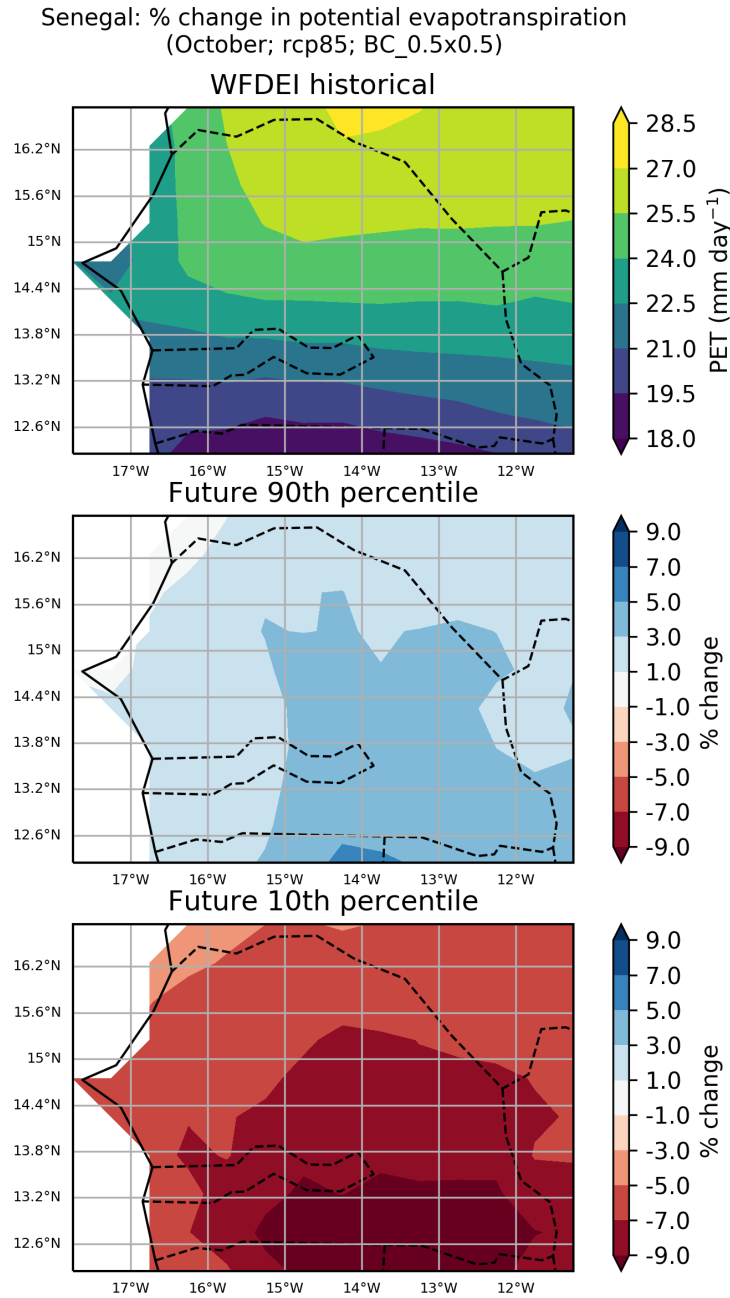 Senegal: % change in potential evapotranspiration
(October; rcp85; BC_0.5x0.5)
WFDEI historical
16.2°N
15.6°N
15°N
14.4°N
13.8°N
13.2°N
12.6°N
17°W 16°W 15°W 14°W 13°W 12°W
28.5
27.0
25.5
24.0
22.5
21.0
19.5
18.0
PET (mm day⁻¹)
Future 90th percentile
16.2°N
15.6°N
15°N
14.4°N
13.8°N
13.2°N
12.6°N
17°W 16°W 15°W 14°W 13°W 12°W
9.0
7.0
5.0
3.0
1.0
-1.0
-3.0
-5.0
-7.0
-9.0
% change
Future 10th percentile
16.2°N
15.6°N
15°N
14.4°N
13.8°N
13.2°N
12.6°N
17°W 16°W 15°W 14°W 13°W 12°W
9.0
7.0
5.0
3.0
1.0
-1.0
-3.0
-5.0
-7.0
-9.0
% change